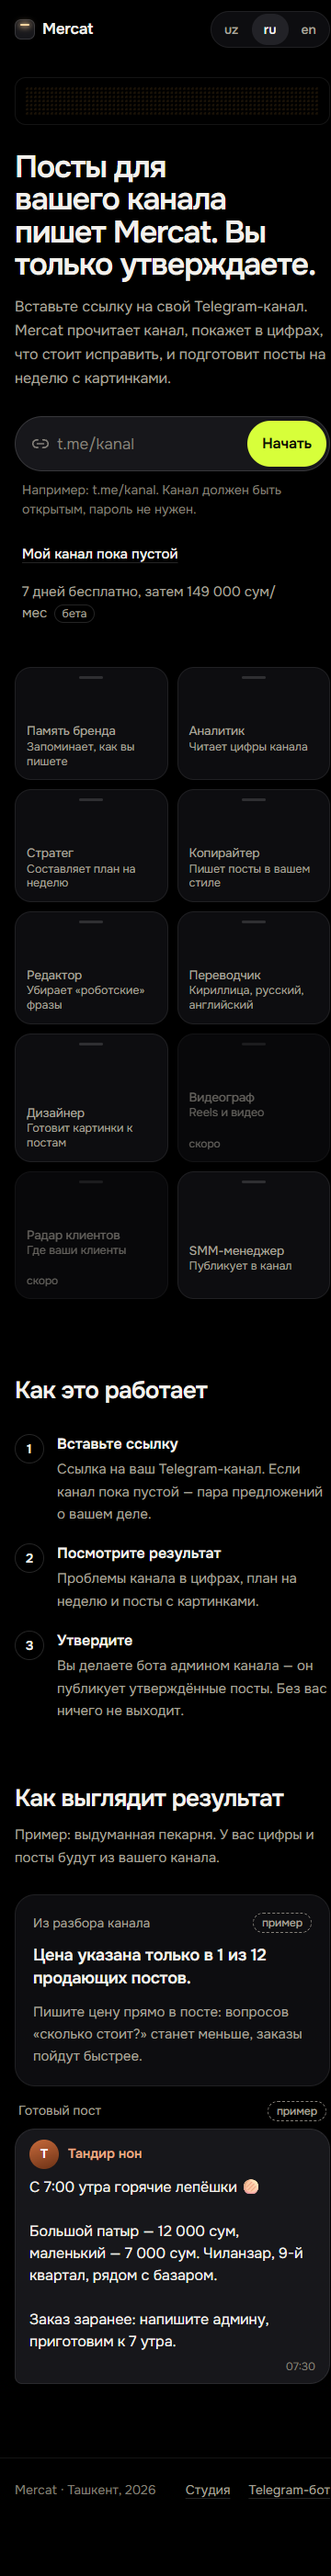 Mercat
uz ru en
Посты для
вашего канала
пишет Mercat. Вы
только утверждаете.
Вставьте ссылку на свой Telegram-канал.
Mercat прочитает канал, покажет в цифрах,
что стоит исправить, и подготовит посты на
неделю с картинками.
t.me/kanal
Начать
Например: t.me/kanal. Канал должен быть
открытым, пароль не нужен.
Мой канал пока пустой
7 дней бесплатно, затем 149 000 сум/
мес бета
Память бренда
Запоминает, как вы
пишете
Аналитик
Читает цифры канала
Стратег
Составляет план на
неделю
Копирайтер
Пишет посты в вашем
стиле
Редактор
Убирает «роботские»
фразы
Переводчик
Кириллица, русский,
английский
Дизайнер
Готовит картинки к
постам
Видеограф
Reels и видео
скоро
Радар клиентов
Где ваши клиенты
скоро
SMM-менеджер
Публикует в канал
Как это работает
1 Вставьте ссылку
Ссылка на ваш Telegram-канал. Если
канал пока пустой — пара предложений
о вашем деле.
2 Посмотрите результат
Проблемы канала в цифрах, план на
неделю и посты с картинками.
3 Утвердите
Вы делаете бота админом канала — он
публикует утверждённые посты. Без вас
ничего не выходит.
Как выглядит результат
Пример: выдуманная пекарня. У вас цифры и
посты будут из вашего канала.
Из разбора канала пример
Цена указана только в 1 из 12
продающих постов.
Пишите цену прямо в посте: вопросов
«сколько стоит?» станет меньше, заказы
пойдут быстрее.
Готовый пост пример
Т Тандир нон
С 7:00 утра горячие лепёшки
Большой патыр — 12 000 сум,
маленький — 7 000 сум. Чиланзар, 9-й
квартал, рядом с базаром.
Заказ заранее: напишите админу,
приготовим к 7 утра.
07:30
Mercat · Ташкент, 2026 Студия Telegram-бот